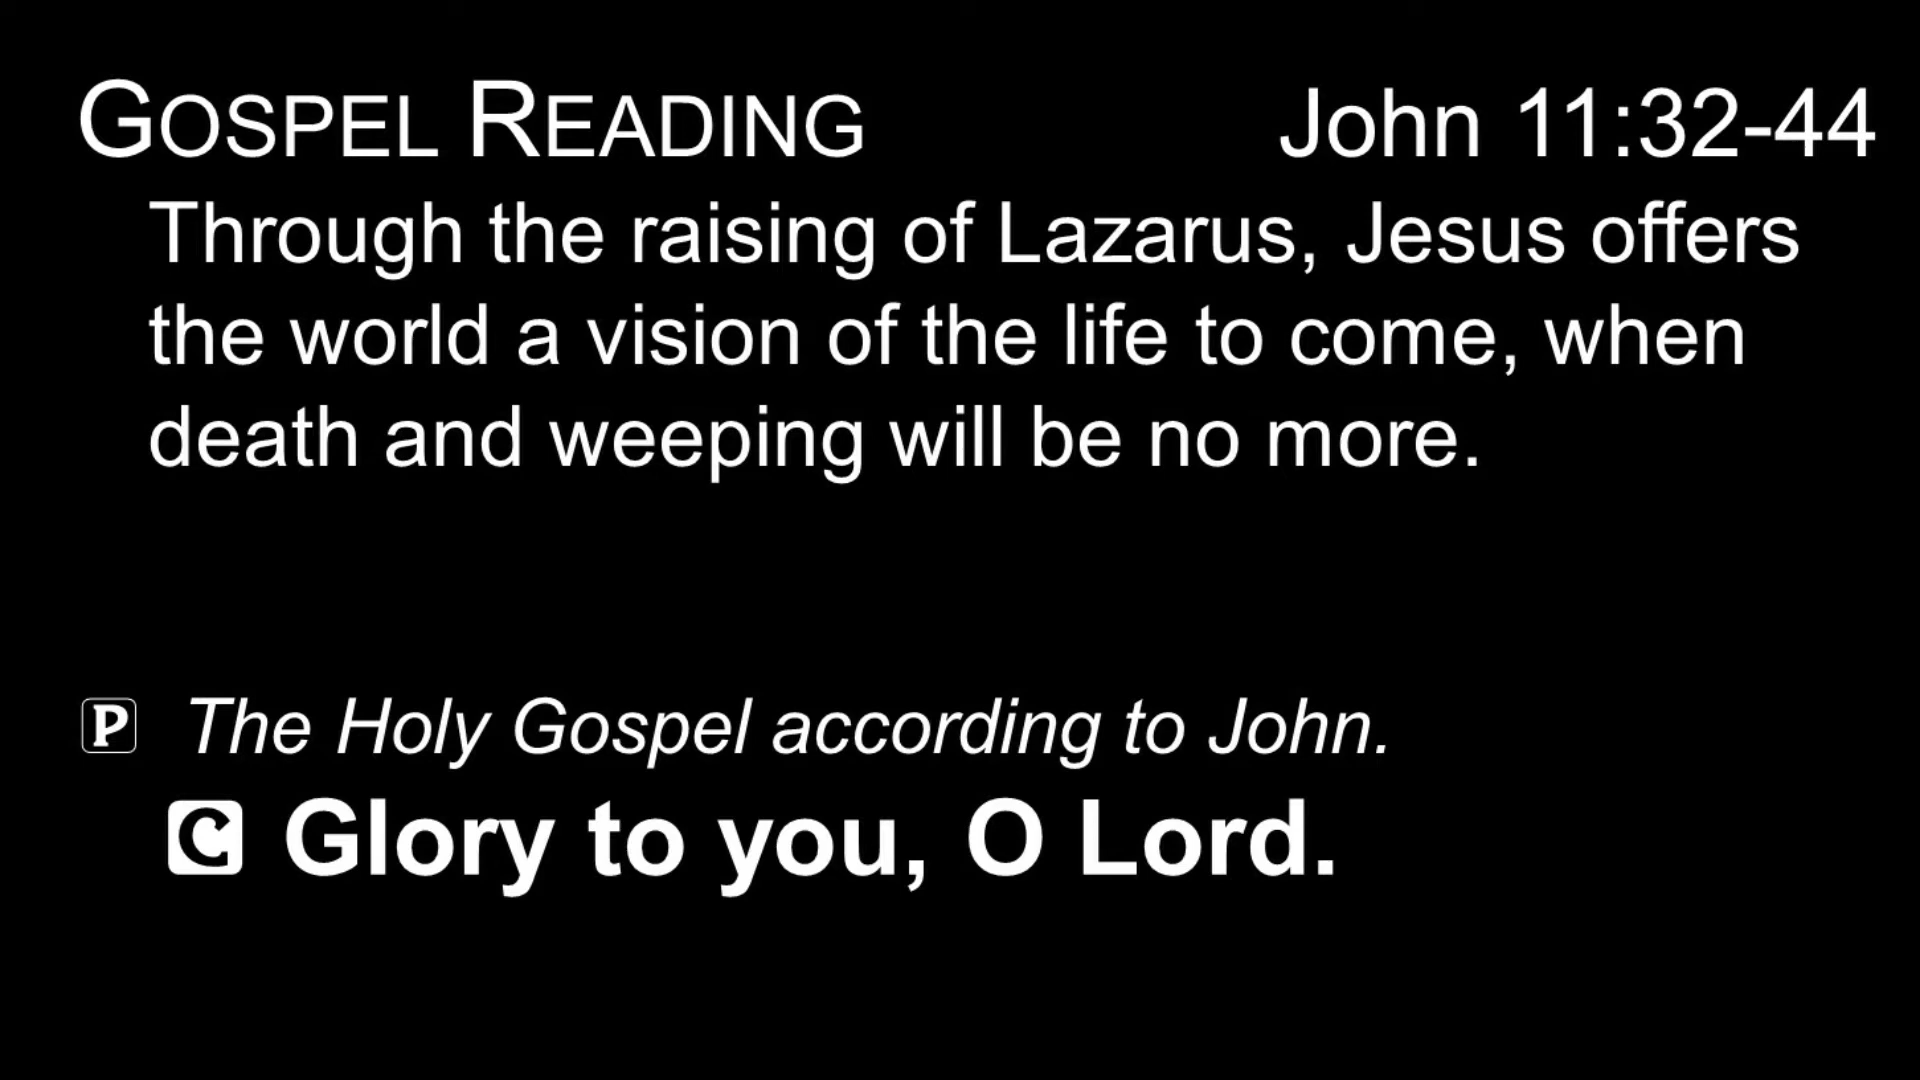 GOSPEL READING John 11:32-44
Through the raising of Lazarus, Jesus offers
the world a vision of the life to come, when
death and weeping will be no more.
P The Holy Gospel according to John.
C Glory to you, O Lord.